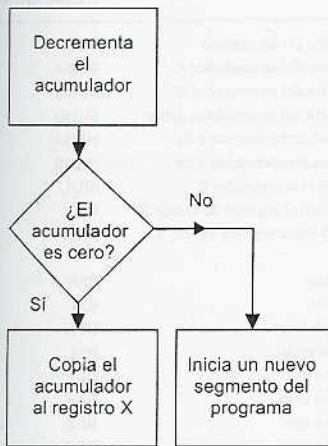 Decrementa
el
acumulador
¿El
acumulador
es cero?
No
Sí
Copia el
acumulador
al registro X
Inicia un nuevo
segmento del
programa